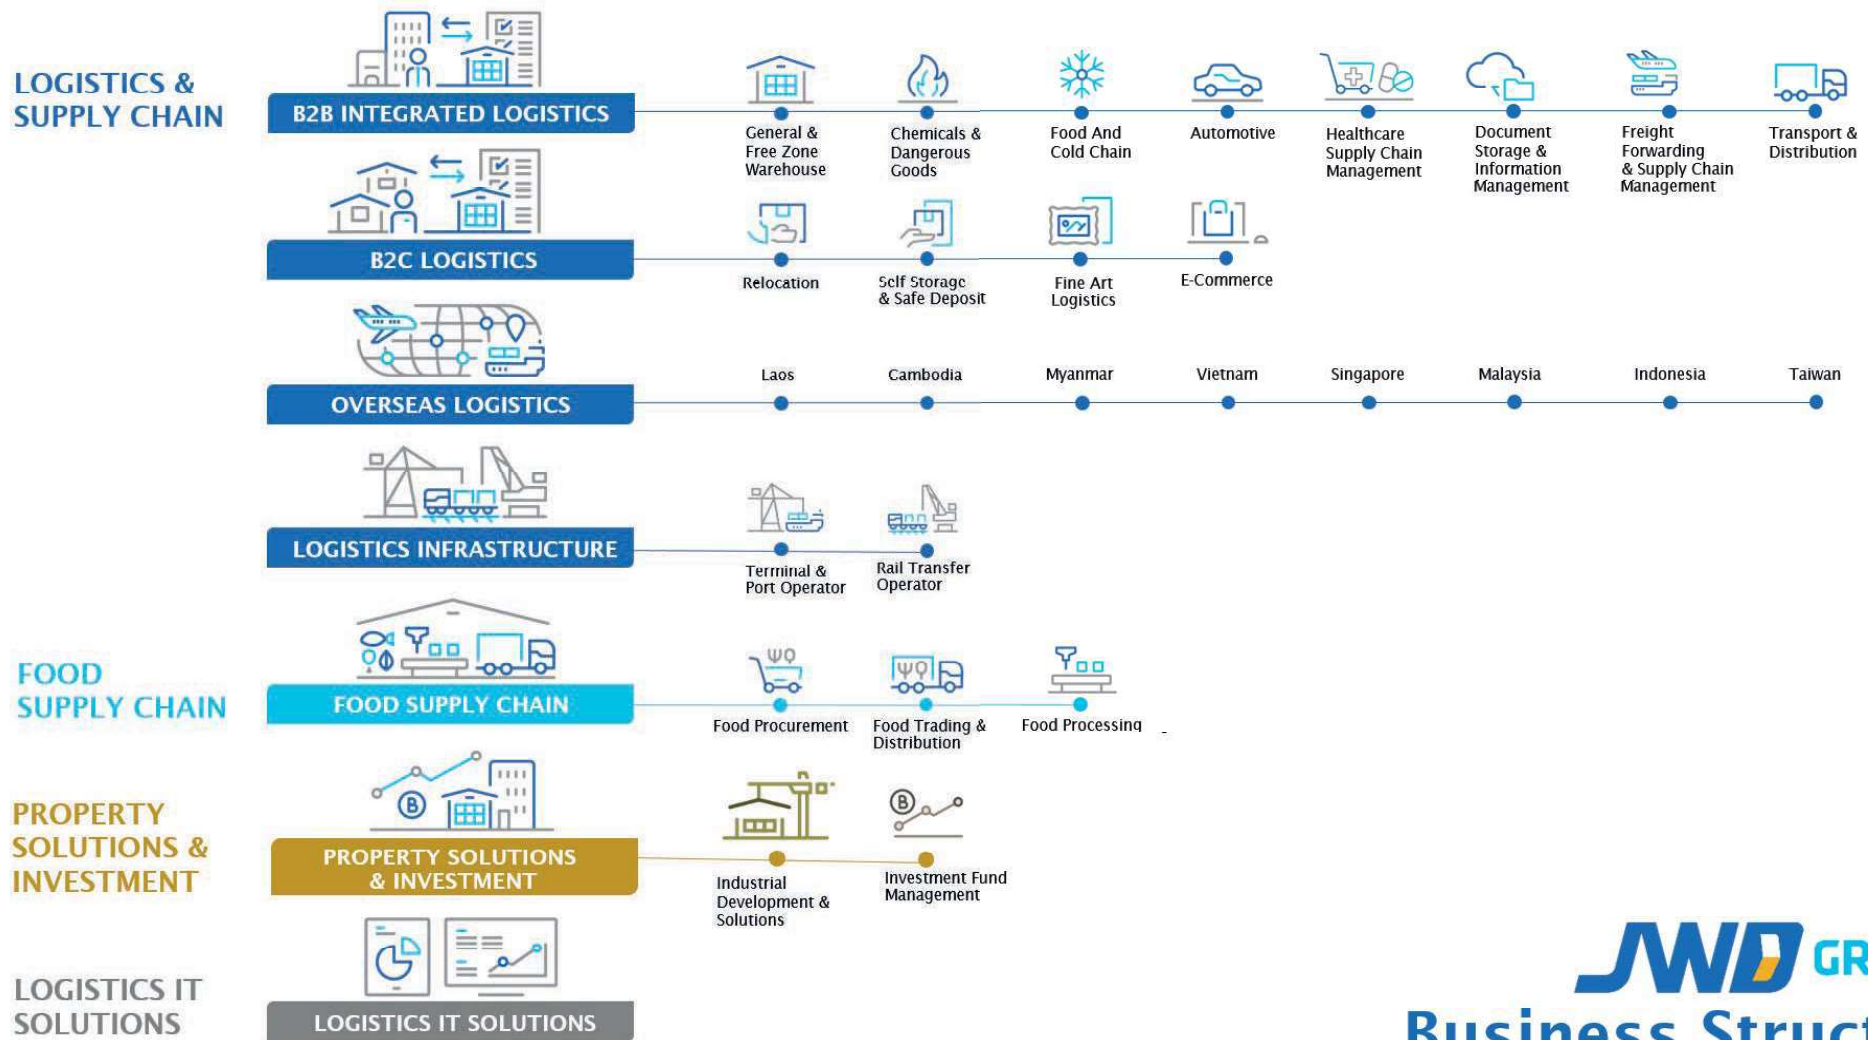 LOGISTICS &
SUPPLY CHAIN
B2B INTEGRATED LOGISTICS
General &
Free Zone
Warehouse
Chemicals &
Dangerous
Goods
Food And
Cold Chain
Automotive
Healthcare
Supply Chain
Management
Document
Storage &
Information
Management
Freight
Forwarding
& Supply Chain
Management
Transport &
Distribution
B2C LOGISTICS
Relocation
Self Storage
& Safe Deposit
Fine Art
Logistics
E-Commerce
OVERSEAS LOGISTICS
Laos
Cambodia
Myanmar
Vietnam
Singapore
Malaysia
Indonesia
Taiwan
LOGISTICS INFRASTRUCTURE
Terminal &
Port Operator
Rail Transfer
Operator
FOOD
SUPPLY CHAIN
FOOD SUPPLY CHAIN
Food Procurement
Food Trading &
Distribution
Food Processing
PROPERTY
SOLUTIONS &
INVESTMENT
B
PROPERTY SOLUTIONS
& INVESTMENT
Industrial
Development &
Solutions
B
Investment Fund
Management
LOGISTICS IT
SOLUTIONS
LOGISTICS IT SOLUTIONS
JWD GR
Business Struct